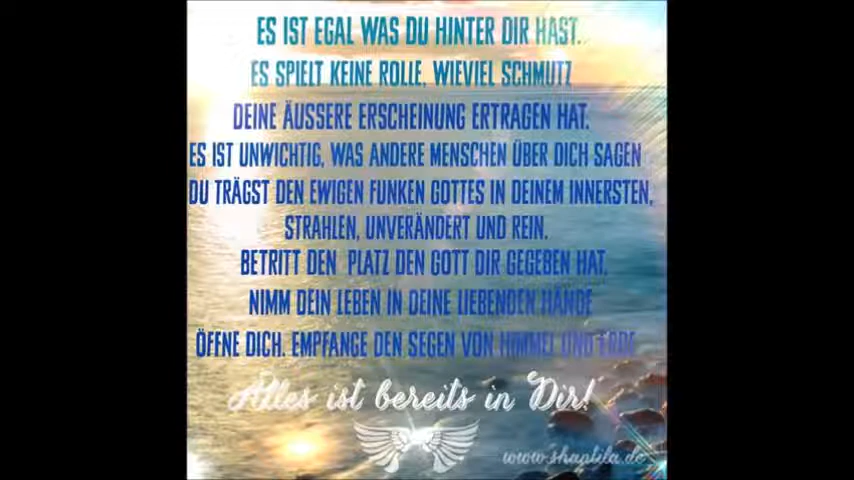 ES IST EGAL WAS DU HINTER DIR HAST.
ES SPIELT KEINE ROLLE, WIEVIEL SCHMUTZ
DEINE ÄUSSERE ERSCHEINUNG ERTRAGEN HAT.
ES IST UNWICHTIG, WAS ANDERE MENSCHEN ÜBER DICH SAGEN
DU TRÄGST DEN EWIGEN FUNKEN GOTTES IN DEINEM INNERSTEN,
STRAHLEN, UNVERÄNDERT UND REIN.
BETRITT DEN PLATZ DEN GOTT DIR GEGEBEN HAT.
NIMM DEIN LEBEN IN DEINE LIEBENDEN HÄNDE
ÖFFNE DICH. EMPFANGE DEN SEGEN VON HIMMEL UND ERDE
Alles ist bereits in Dir!